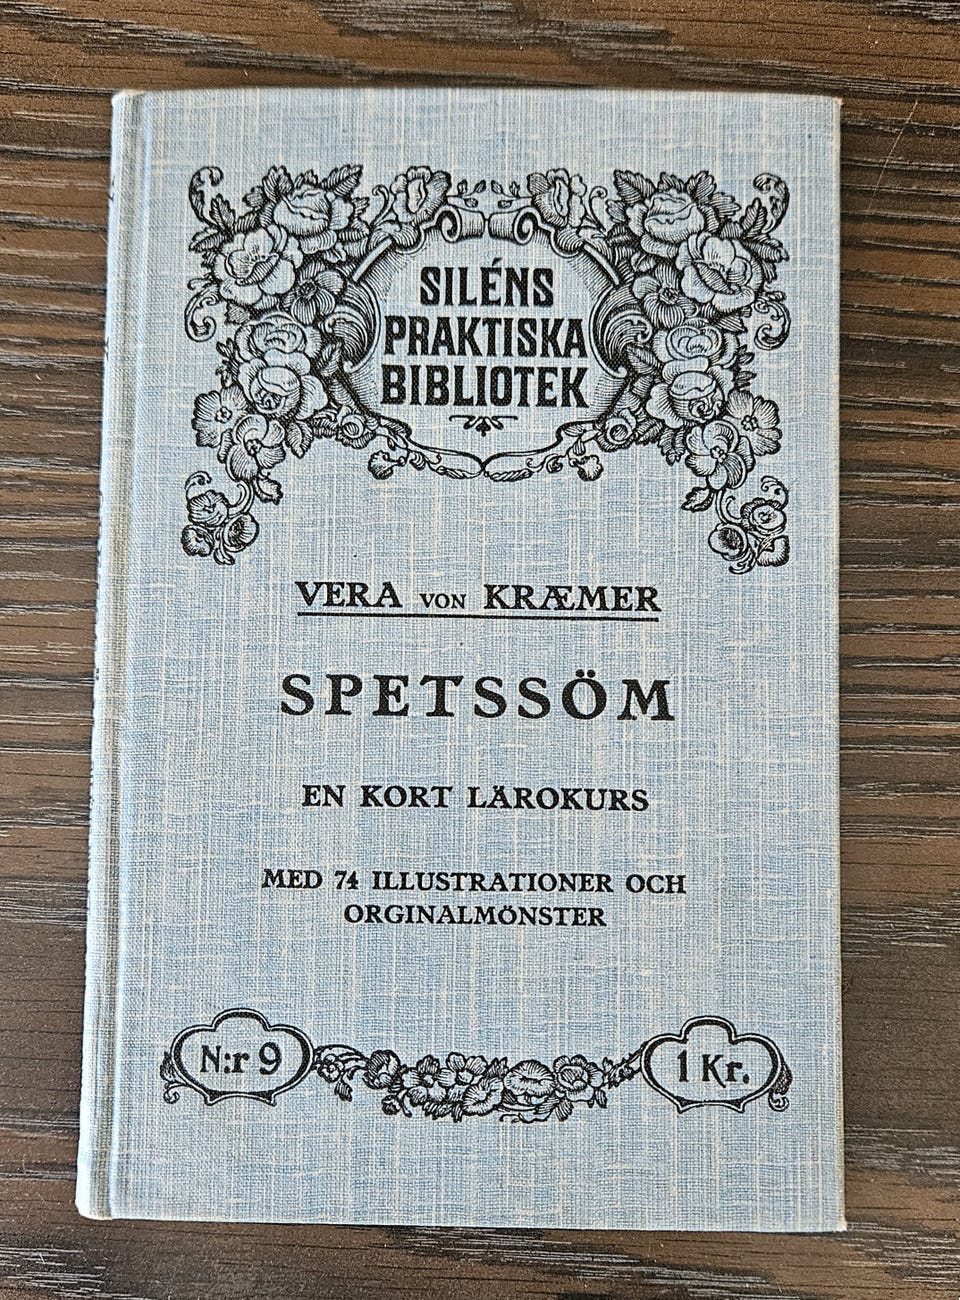 SILÉNS
PRAKTISKA
BIBLIOTEK
VERA VON KRÆMER
SPETSSÖM
EN KORT LÄROKURS
MED 74 ILLUSTRATIONER OCH
ORGINALMÖNSTER
N:r 9
1 Kr.